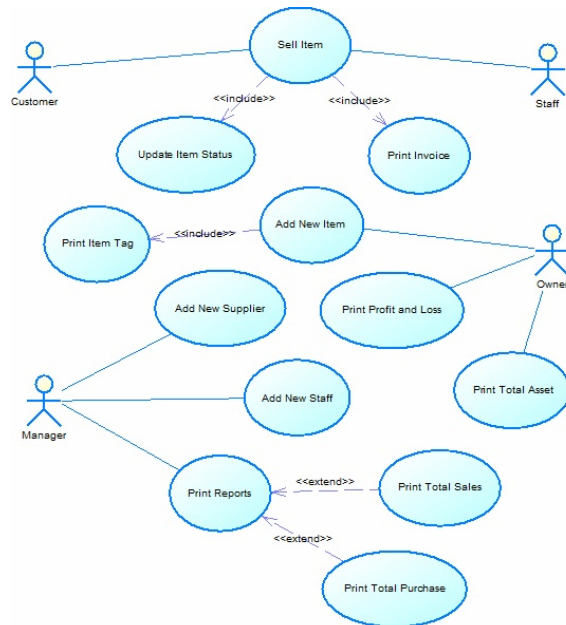 Sell Item
Customer
Staff
<<include>>
<<include>>
Update Item Status
Print Invoice
Add New Item
Print Item Tag
<<include>>
Owner
Add New Supplier
Print Profit and Loss
Print Total Asset
Add New Staff
Manager
Print Reports
<<extend>>
Print Total Sales
<<extend>>
Print Total Purchase